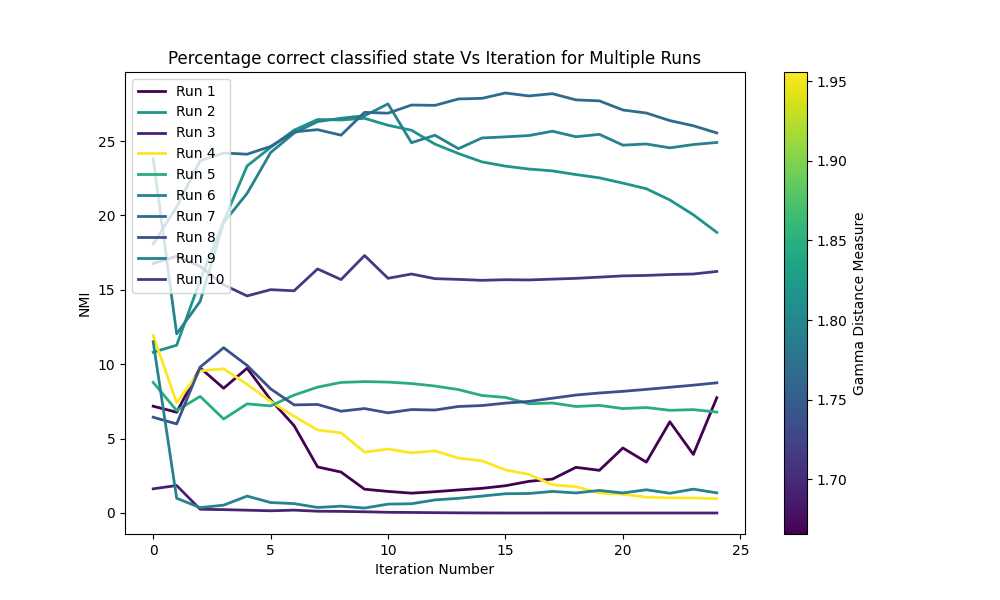 Percentage correct classified state Vs Iteration for Multiple Runs
Run 1
Run 2
Run 3
Run 4
Run 5
Run 6
Run 7
Run 8
Run 9
Run 10
25
20
15
10
5
0
NMI
0 5 10 15 20 25
Iteration Number
1.95
1.90
1.85
1.80
1.75
1.70
Gamma Distance Measure